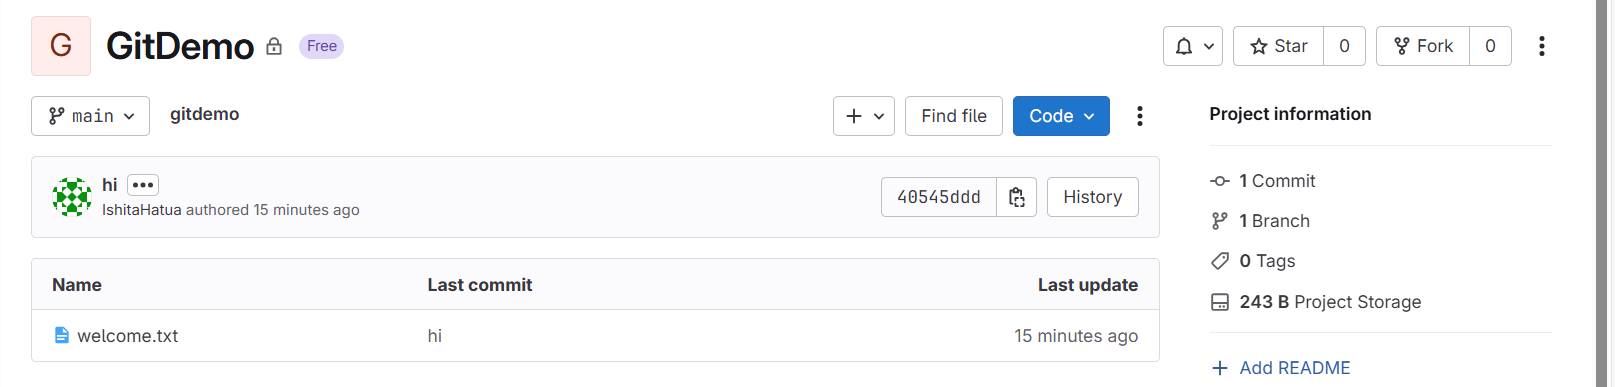 G GitDemo Free Star 0 Fork 0
main gitdemo Find file Code
hi
IshitaHatua authored 15 minutes ago
40545ddd History
Name Last commit Last update
welcome.txt hi 15 minutes ago
Project information
1 Commit
1 Branch
0 Tags
243 B Project Storage
Add README